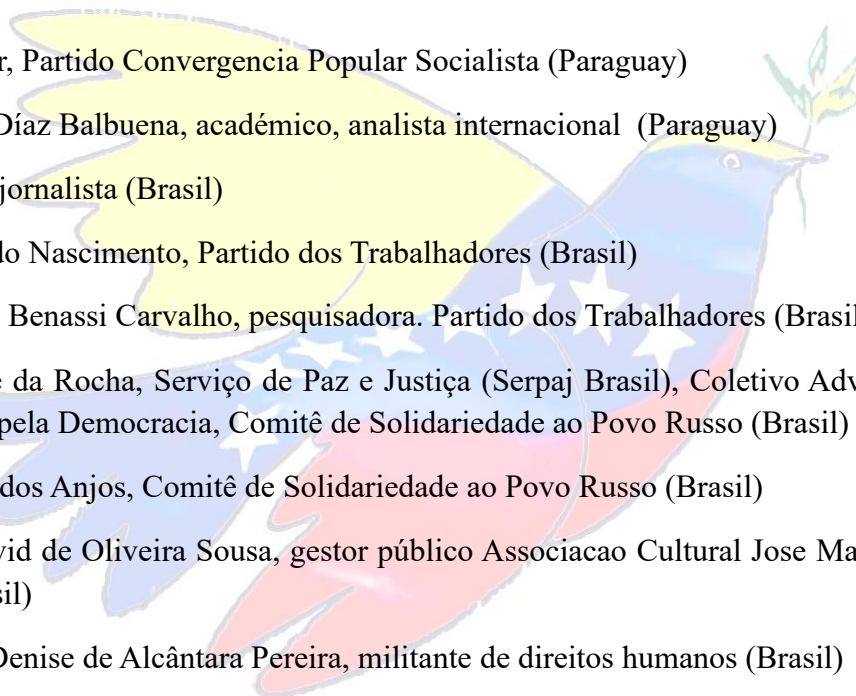 r, Partido Convergencia Popular Socialista (Paraguay)
Díaz Balbuena, académico, analista internacional (Paraguay)
jornalista (Brasil)
do Nascimento, Partido dos Trabalhadores (Brasil)
Benassi Carvalho, pesquisadora. Partido dos Trabalhadores (Brasil
e da Rocha, Serviço de Paz e Justiça (Serpaj Brasil), Coletivo Adv
pela Democracia, Comitê de Solidariedade ao Povo Russo (Brasil)
dos Anjos, Comitê de Solidariedade ao Povo Russo (Brasil)
vid de Oliveira Sousa, gestor público Associacao Cultural Jose Ma
sil)
Denise de Alcântara Pereira, militante de direitos humanos (Brasil)